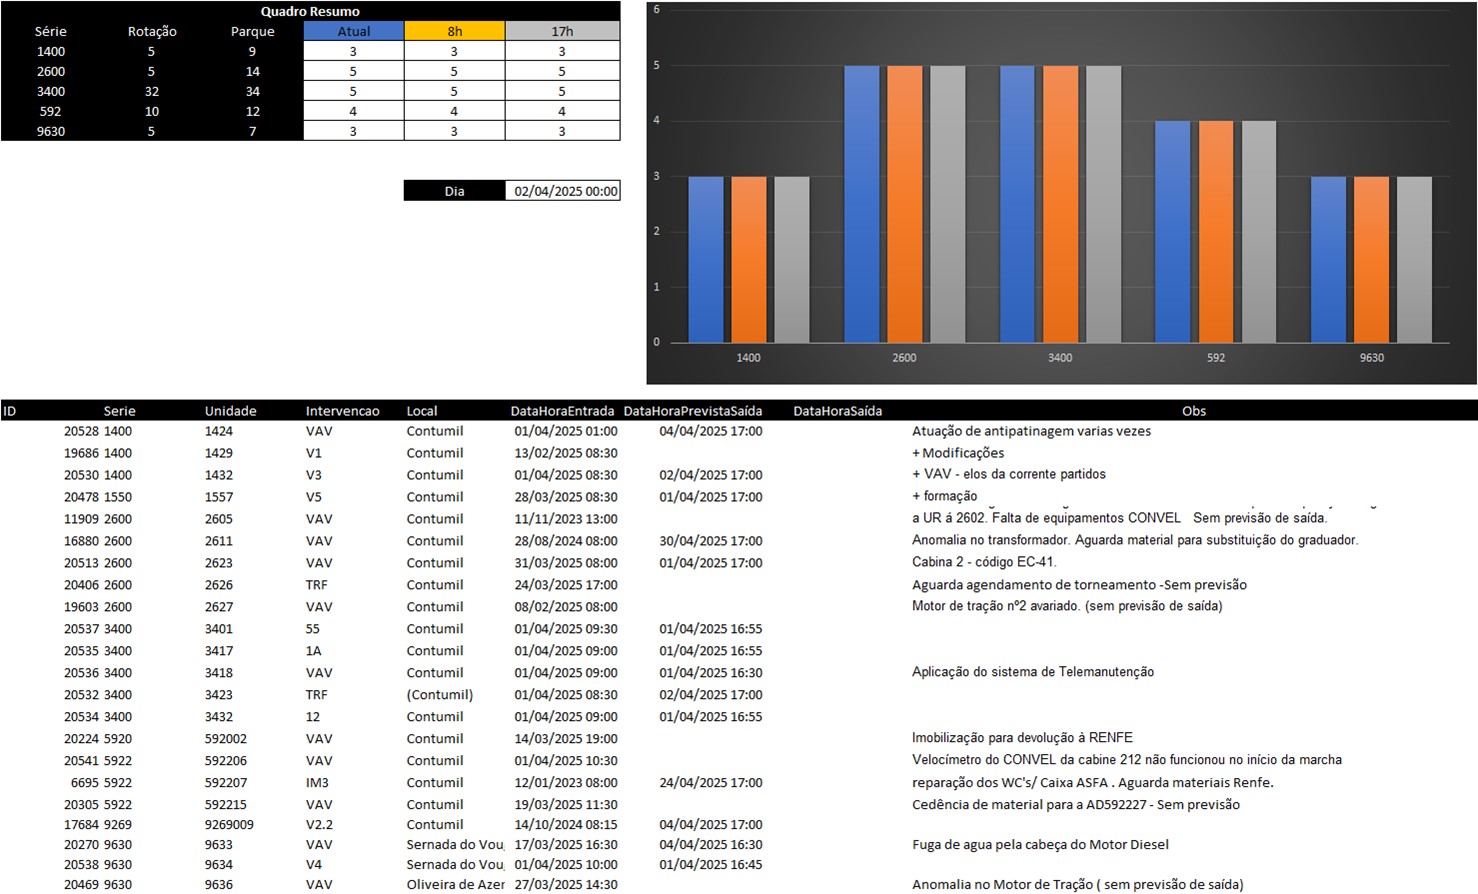 Quadro Resumo
Série Rotação Parque Atual 8h 17h
1400 5 9 3 3 3
2600 5 14 5 5 5
3400 32 34 5 5 5
592 10 12 4 4 4
9630 5 7 3 3 3
Dia 02/04/2025 00:00
6
5
4
3
2
1
0
1400 2600 3400 592 9630
ID Serie Unidade Intervencao Local DataHoraEntrada DataHoraPrevistaSaída DataHoraSaída Obs
20528 1400 1424 VAV Contumil 01/04/2025 01:00 04/04/2025 17:00 Atuação de antipatinagem varias vezes
19686 1400 1429 V1 Contumil 13/02/2025 08:30 + Modificações
20530 1400 1432 V3 Contumil 01/04/2025 08:30 02/04/2025 17:00 + VAV - elos da corrente partidos
20478 1550 1557 V5 Contumil 28/03/2025 08:30 01/04/2025 17:00 + formação
11909 2600 2605 VAV Contumil 11/11/2023 13:00 a UR á 2602. Falta de equipamentos CONVEL Sem previsão de saída.
16880 2600 2611 VAV Contumil 28/08/2024 08:00 30/04/2025 17:00 Anomalia no transformador. Aguarda material para substituição do graduador.
20513 2600 2623 VAV Contumil 31/03/2025 08:00 01/04/2025 17:00 Cabina 2 - código EC-41.
20406 2600 2626 TRF Contumil 24/03/2025 17:00 Aguarda agendamento de torneamento -Sem previsão
19603 2600 2627 VAV Contumil 08/02/2025 08:00 Motor de tração nº2 avariado. (sem previsão de saída)
20537 3400 3401 55 Contumil 01/04/2025 09:30 01/04/2025 16:55
20535 3400 3417 1A Contumil 01/04/2025 09:00 01/04/2025 16:55
20536 3400 3418 VAV Contumil 01/04/2025 09:00 01/04/2025 16:30 Aplicação do sistema de Telemanutenção
20532 3400 3423 TRF (Contumil) 01/04/2025 08:30 02/04/2025 17:00
20534 3400 3432 12 Contumil 01/04/2025 09:00 01/04/2025 16:55
20224 5920 592002 VAV Contumil 14/03/2025 19:00 Imobilização para devolução à RENFE
20541 5922 592206 VAV Contumil 01/04/2025 10:30 Velocímetro do CONVEL da cabine 212 não funcionou no início da marcha
6695 5922 592207 IM3 Contumil 12/01/2023 08:00 24/04/2025 17:00 reparação dos WC's/ Caixa ASFA . Aguarda materiais Renfe.
20305 5922 592215 VAV Contumil 19/03/2025 11:30 Cedência de material para a AD592227 - Sem previsão
17684 9269 9269009 V2.2 Contumil 14/10/2024 08:15 04/04/2025 17:00
20270 9630 9633 VAV Sernada do Vou 17/03/2025 16:30 04/04/2025 16:30 Fuga de agua pela cabeça do Motor Diesel
20538 9630 9634 V4 Sernada do Vou 01/04/2025 10:00 01/04/2025 16:45
20469 9630 9636 VAV Oliveira de Azer 27/03/2025 14:30 Anomalia no Motor de Tração ( sem previsão de saída)